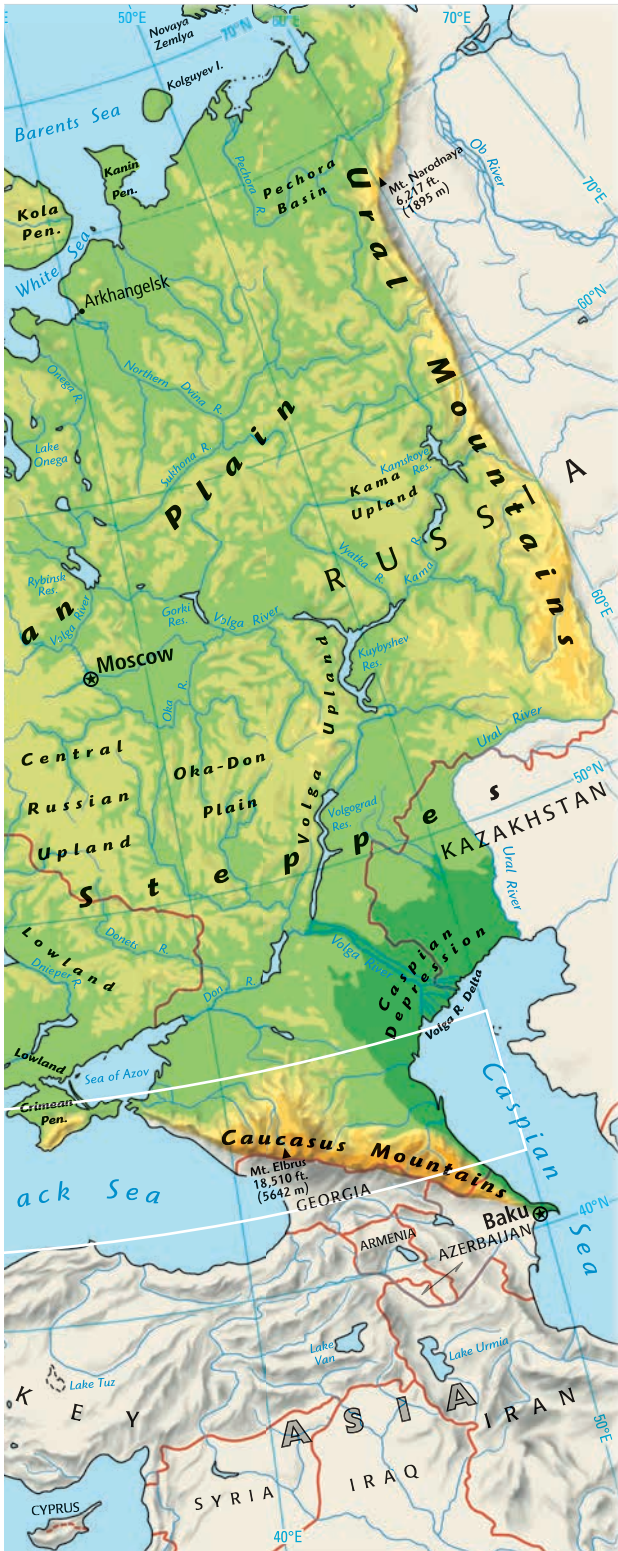 50°E
60°E
70°E
Novaya
Zemlya
70°N
Kolguyev I.
Barents Sea
Kanin
Pen.
Pechora R.
Pechora
Basin
Mt. Narodnaya
6,217 ft.
(1895 m)
Ob River
70°E
Kola
Pen.
White Sea
Arkhangelsk
60°N
Ural Mountains
Onega R.
Northern Dvina R.
Lake
Onega
Sukhona R.
Plain
Kamskoye
Res.
Kama
Upland
RUSSIA
Vyatka R.
Kama R.
Rybinsk
Res.
an
Volga River
Gorki
Res.
Volga River
60°E
Moscow
Kuybyshev
Res.
Oka R.
Volga Upland
Ural River
Central
Russian
Upland
Oka-Don
Plain
50°N
Volgograd
Res.
KAZAKHSTAN
Steppes
Ural River
Donets R.
Lowland
Dnieper R.
Volga River
Caspian
Depression
Don R.
Volga R. Delta
Lowland
Sea of Azov
Crimean
Pen.
Caspian Sea
Caucasus Mountains
Mt. Elbrus
18,510 ft.
(5642 m)
ack Sea
GEORGIA
Baku
40°N
ARMENIA
AZERBAIJAN
Lake
Van
Lake Urmia
Lake Tuz
KEY
ASIA
IRAN
50°E
SYRIA
IRAQ
CYPRUS
40°E